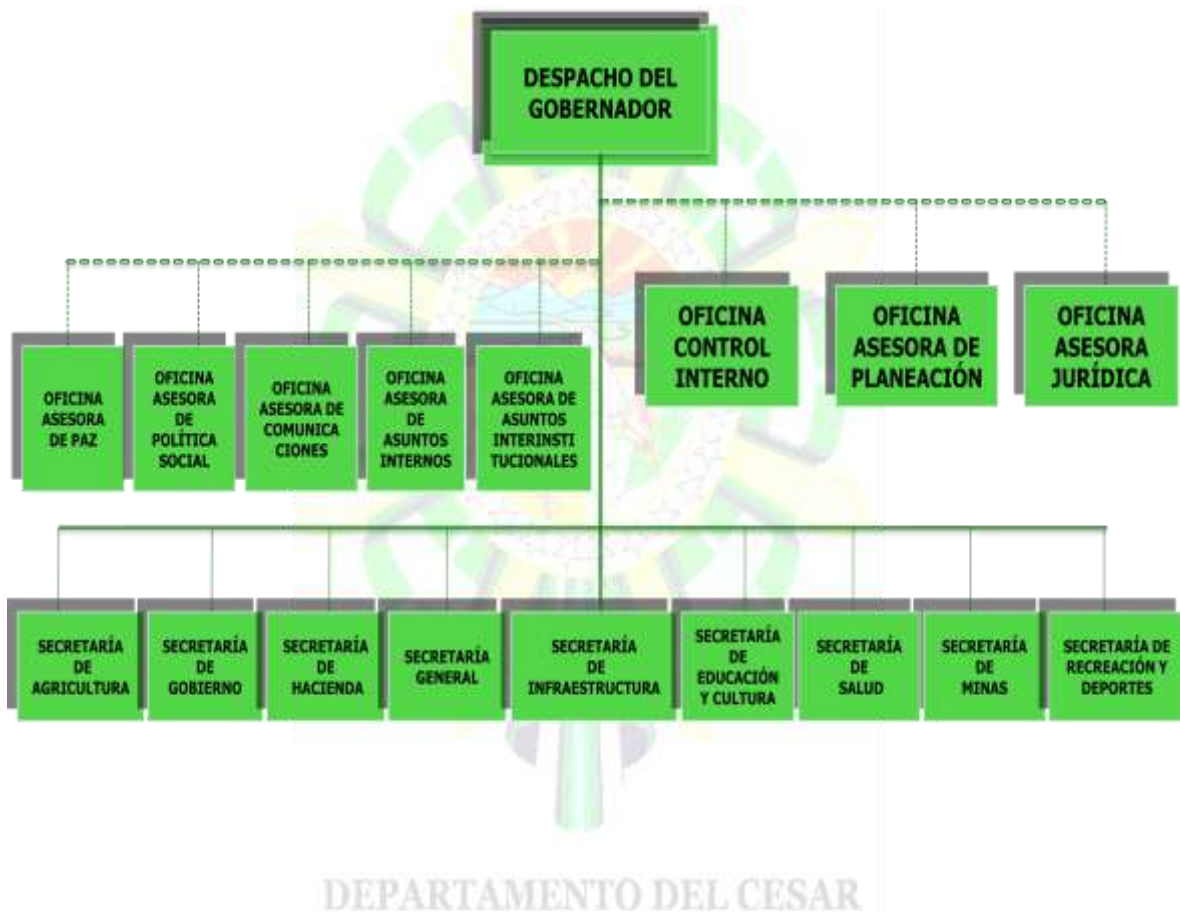 DESPACHO DEL
GOBERNADOR
OFICINA
CONTROL
INTERNO
OFICINA
ASESORA DE
PLANEACIÓN
OFICINA
ASESORA
JURÍDICA
OFICINA
ASESORA
DE PAZ
OFICINA
ASESORA
DE
POLÍTICA
SOCIAL
OFICINA
ASESORA DE
COMUNICA
CIONES
OFICINA
ASESORA
DE
ASUNTOS
INTERNOS
OFICINA
ASESORA DE
ASUNTOS
INTERINSTI
TUCIONALES
SECRETARÍA
DE
AGRICULTURA
SECRETARÍA
DE
GOBIERNO
SECRETARÍA
DE
HACIENDA
SECRETARÍA
GENERAL
SECRETARÍA
DE
INFRAESTRUCTURA
SECRETARÍA
DE
EDUCACIÓN
Y CULTURA
SECRETARÍA
DE
SALUD
SECRETARÍA
DE
MINAS
SECRETARÍA DE
RECREACIÓN Y
DEPORTES
DEPARTAMENTO DEL CESAR